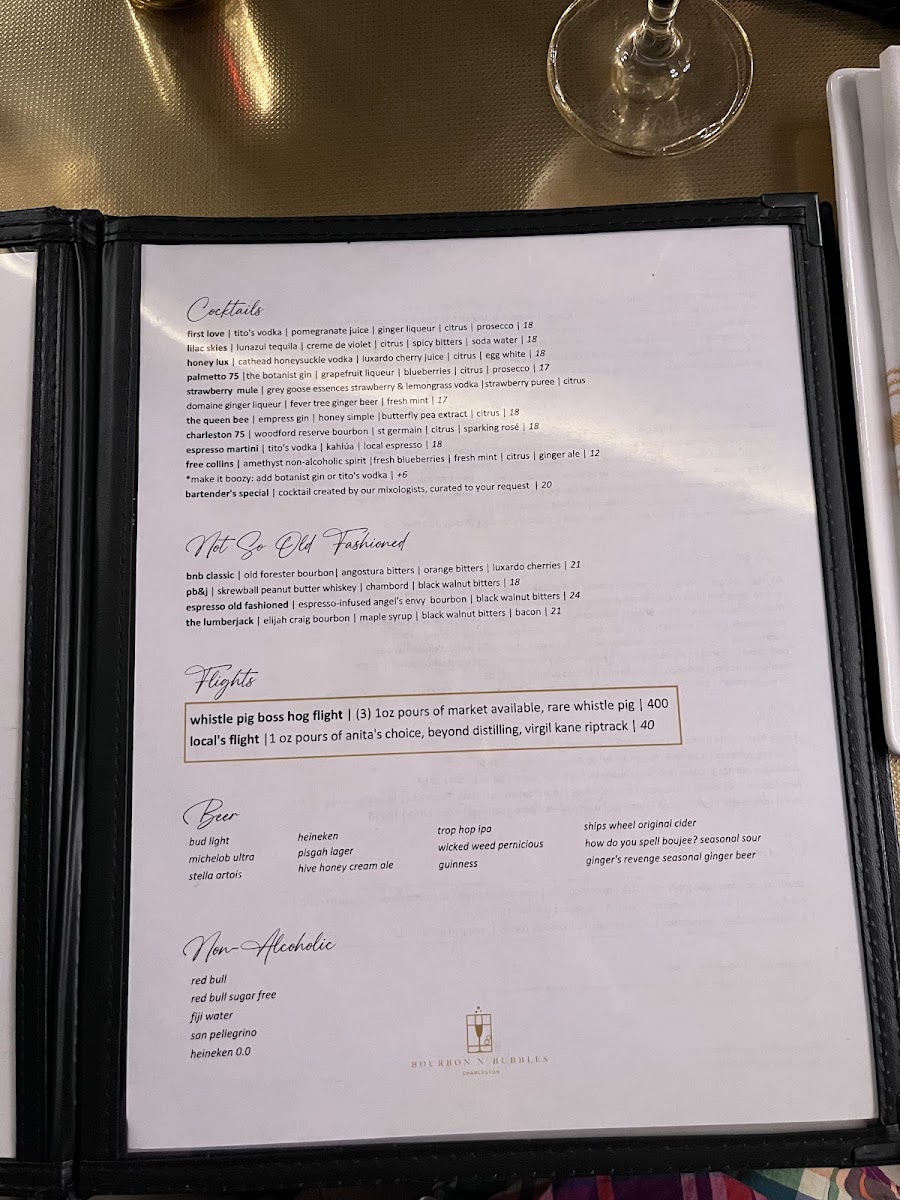 Cocktails
first love | tito's vodka | pomegranate juice | ginger liqueur | citrus | prosecco | 18
lilac skies | lunazul tequila | creme de violet | citrus | spicy bitters | soda water | 18
honey lux | cathead honeysuckle vodka | luxardo cherry juice | citrus | egg white | 18
palmetto 75 |the botanist gin | grapefruit liqueur | blueberries | citrus | prosecco | 17
strawberry mule | grey goose essences strawberry & lemongrass vodka |strawberry puree | citrus
domaine ginger liqueur | fever tree ginger beer | fresh mint | 17
the queen bee | empress gin | honey simple |butterfly pea extract | citrus | 18
charleston 75 | woodford reserve bourbon | st germain | citrus | sparking rosé | 18
espresso martini | tito's vodka | kahlúa | local espresso | 18
free collins | amethyst non-alcoholic spirit |fresh blueberries | fresh mint | citrus | ginger ale | 12
*make it boozy: add botanist gin or tito's vodka | +6
bartender's special | cocktail created by our mixologists, curated to your request | 20
Not So Old Fashioned
bnb classic | old forester bourbon| angostura bitters | orange bitters | luxardo cherries | 21
pb&j | skrewball peanut butter whiskey | chambord | black walnut bitters | 18
espresso old fashioned | espresso-infused angel's envy bourbon | black walnut bitters | 24
the lumberjack | elijah craig bourbon | maple syrup | black walnut bitters | bacon | 21
Flights
whistle pig boss hog flight | (3) 1oz pours of market available, rare whistle pig | 400
local's flight |1 oz pours of anita's choice, beyond distilling, virgil kane riptrack | 40
Beer
bud light
michelob ultra
stella artois
heineken
pisgah lager
hive honey cream ale
trop hop ipa
wicked weed pernicious
guinness
ships wheel original cider
how do you spell boujee? seasonal sour
ginger's revenge seasonal ginger beer
Non-Alcoholic
red bull
red bull sugar free
fiji water
san pellegrino
heineken 0.0
BOURBON N' BUBBLES
CHARLESTON